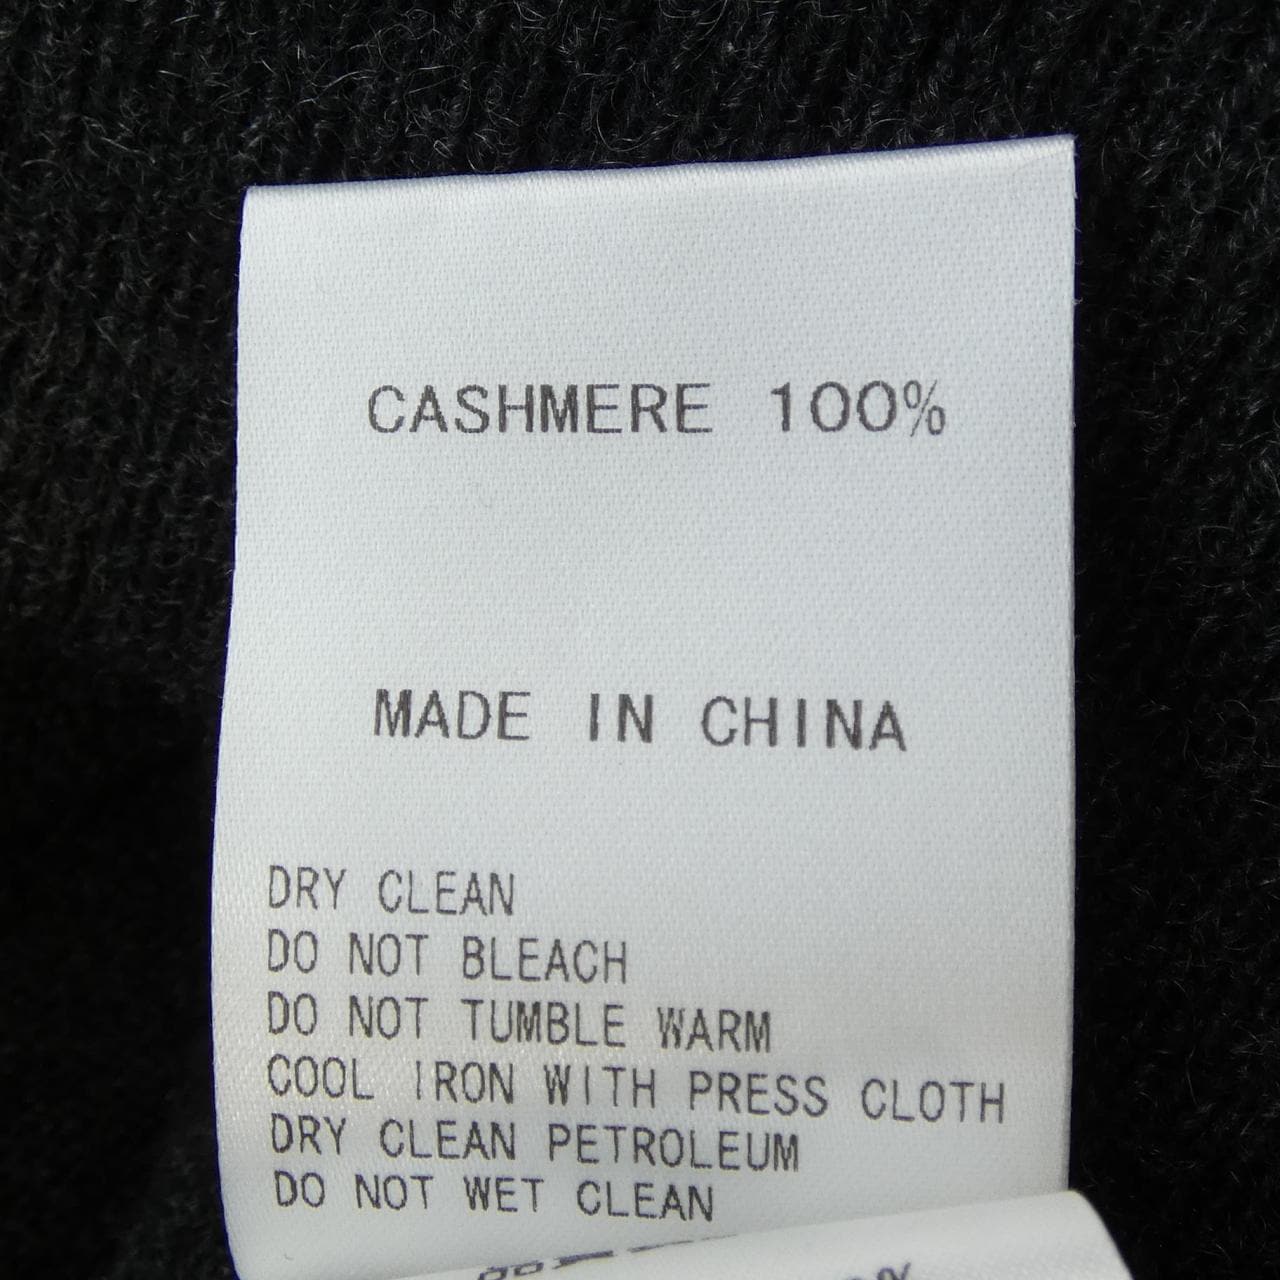 CASHMERE 100%
MADE IN CHINA
DRY CLEAN
DO NOT BLEACH
DO NOT TUMBLE WARM
COOL IRON WITH PRESS CLOTH
DRY CLEAN PETROLEUM
DO NOT WET CLEAN